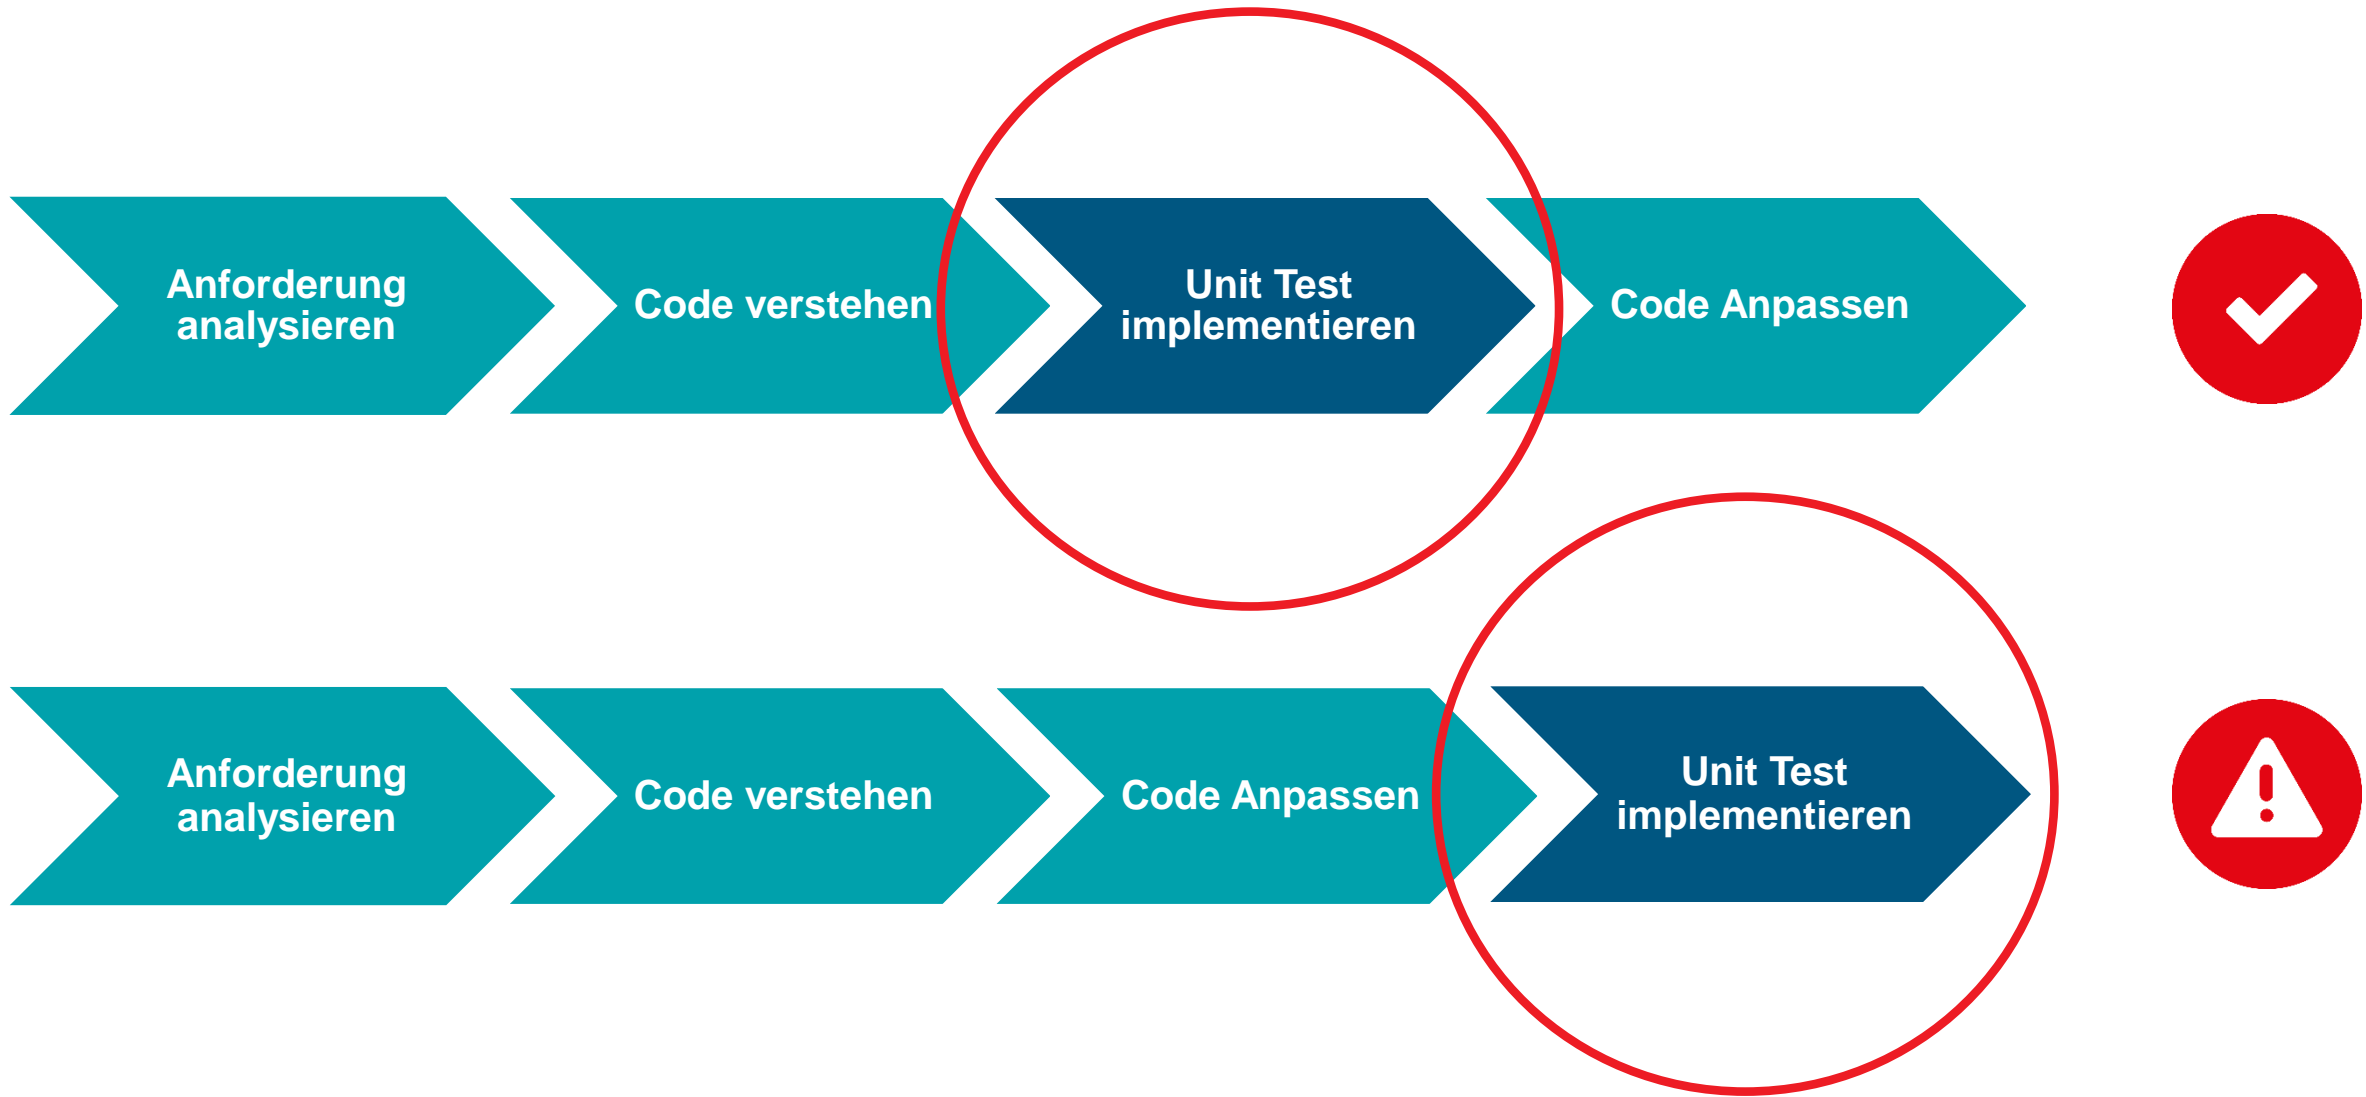 Anforderung
analysieren
Code verstehen
Unit Test
implementieren
Code Anpassen
Anforderung
analysieren
Code verstehen
Code Anpassen
Unit Test
implementieren